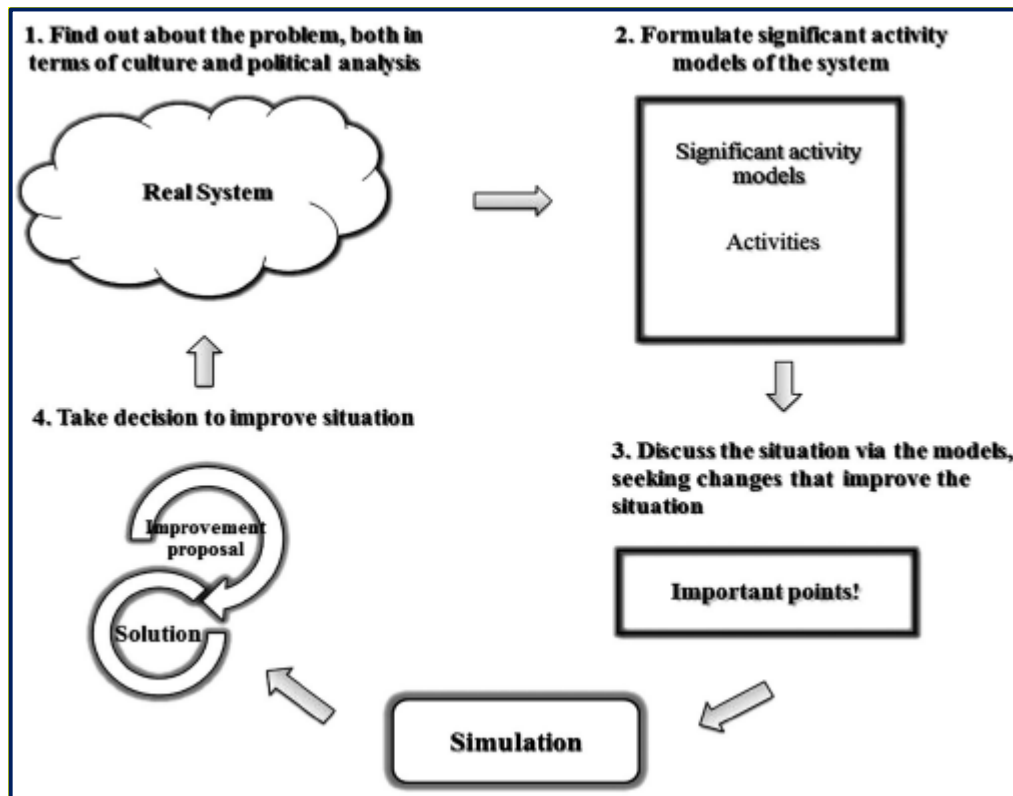 1. Find out about the problem, both in
terms of culture and political analysis
Real System
2. Formulate significant activity
models of the system
Significant activity
models
Activities
3. Discuss the situation via the models,
seeking changes that improve the
situation
Important points!
Simulation
4. Take decision to improve situation
Improvement
proposal
Solution